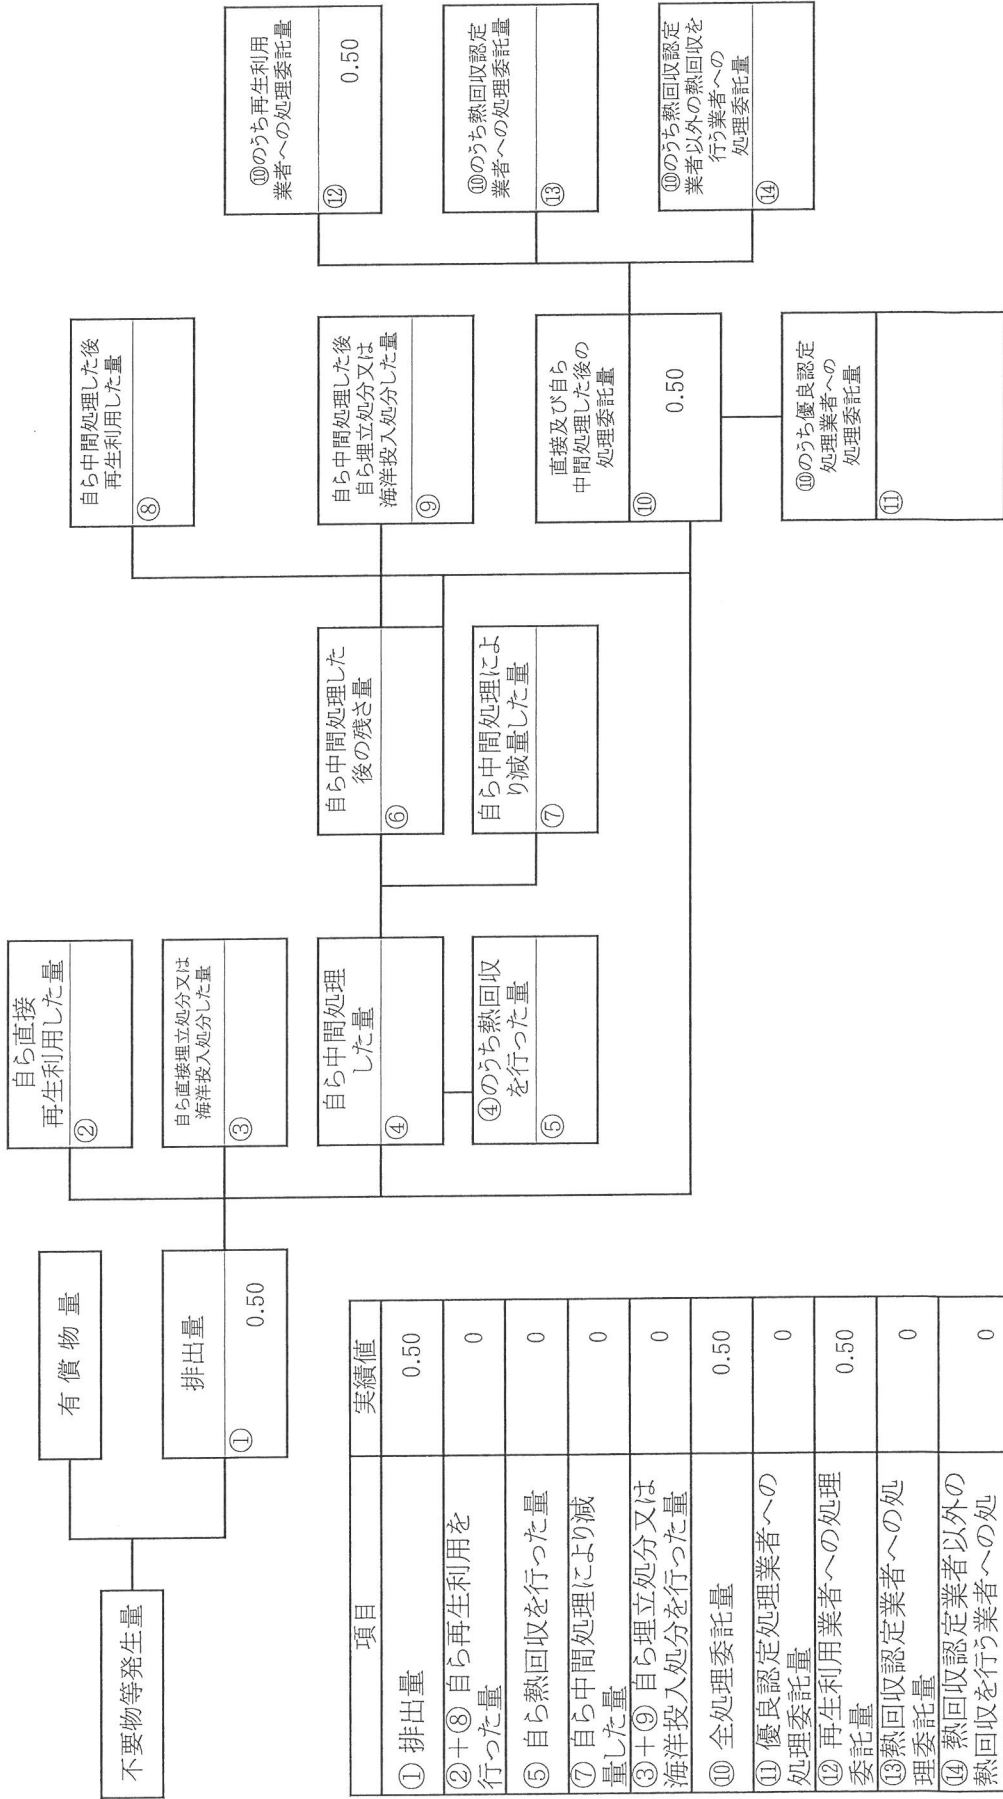 不要物等発生量
有償物量
排出量
①
0.50
自ら直接
再生利用した量
②
自ら直接埋立処分又は
海洋投入処分した量
③
自ら中間処理
した量
④
④のうち熱回収
を行った量
⑤
自ら中間処理した
後の残さ量
⑥
自ら中間処理によ
り減量した量
⑦
自ら中間処理した後
再生利用した量
⑧
自ら中間処理した後
自ら埋立処分又は
海洋投入処分した量
⑨
直接及び自ら
中間処理した後の
処理委託量
⑩
0.50
⑩のうち優良認定
処理業者への
処理委託量
⑪
⑩のうち再生利用
業者への処理委託量
⑫
0.50
⑩のうち熱回収認定
業者への処理委託量
⑬
⑩のうち熱回収認定
業者以外の熱回収を
行う業者への
処理委託量
⑭
項目 実績値
①排出量 0.50
②+⑧自ら再生利用を
行った量 0
⑤自ら熱回収を行った量 0
⑦自ら中間処理により減
量した量 0
③+⑨自ら埋立処分又は
海洋投入処分を行った量 0
⑩全処理委託量 0.50
⑪優良認定処理業者への
処理委託量 0
⑫再生利用業者への処理
委託量 0.50
⑬熱回収認定業者への処
理委託量 0
⑭熱回収認定業者以外の
熱回収を行う業者への処 0